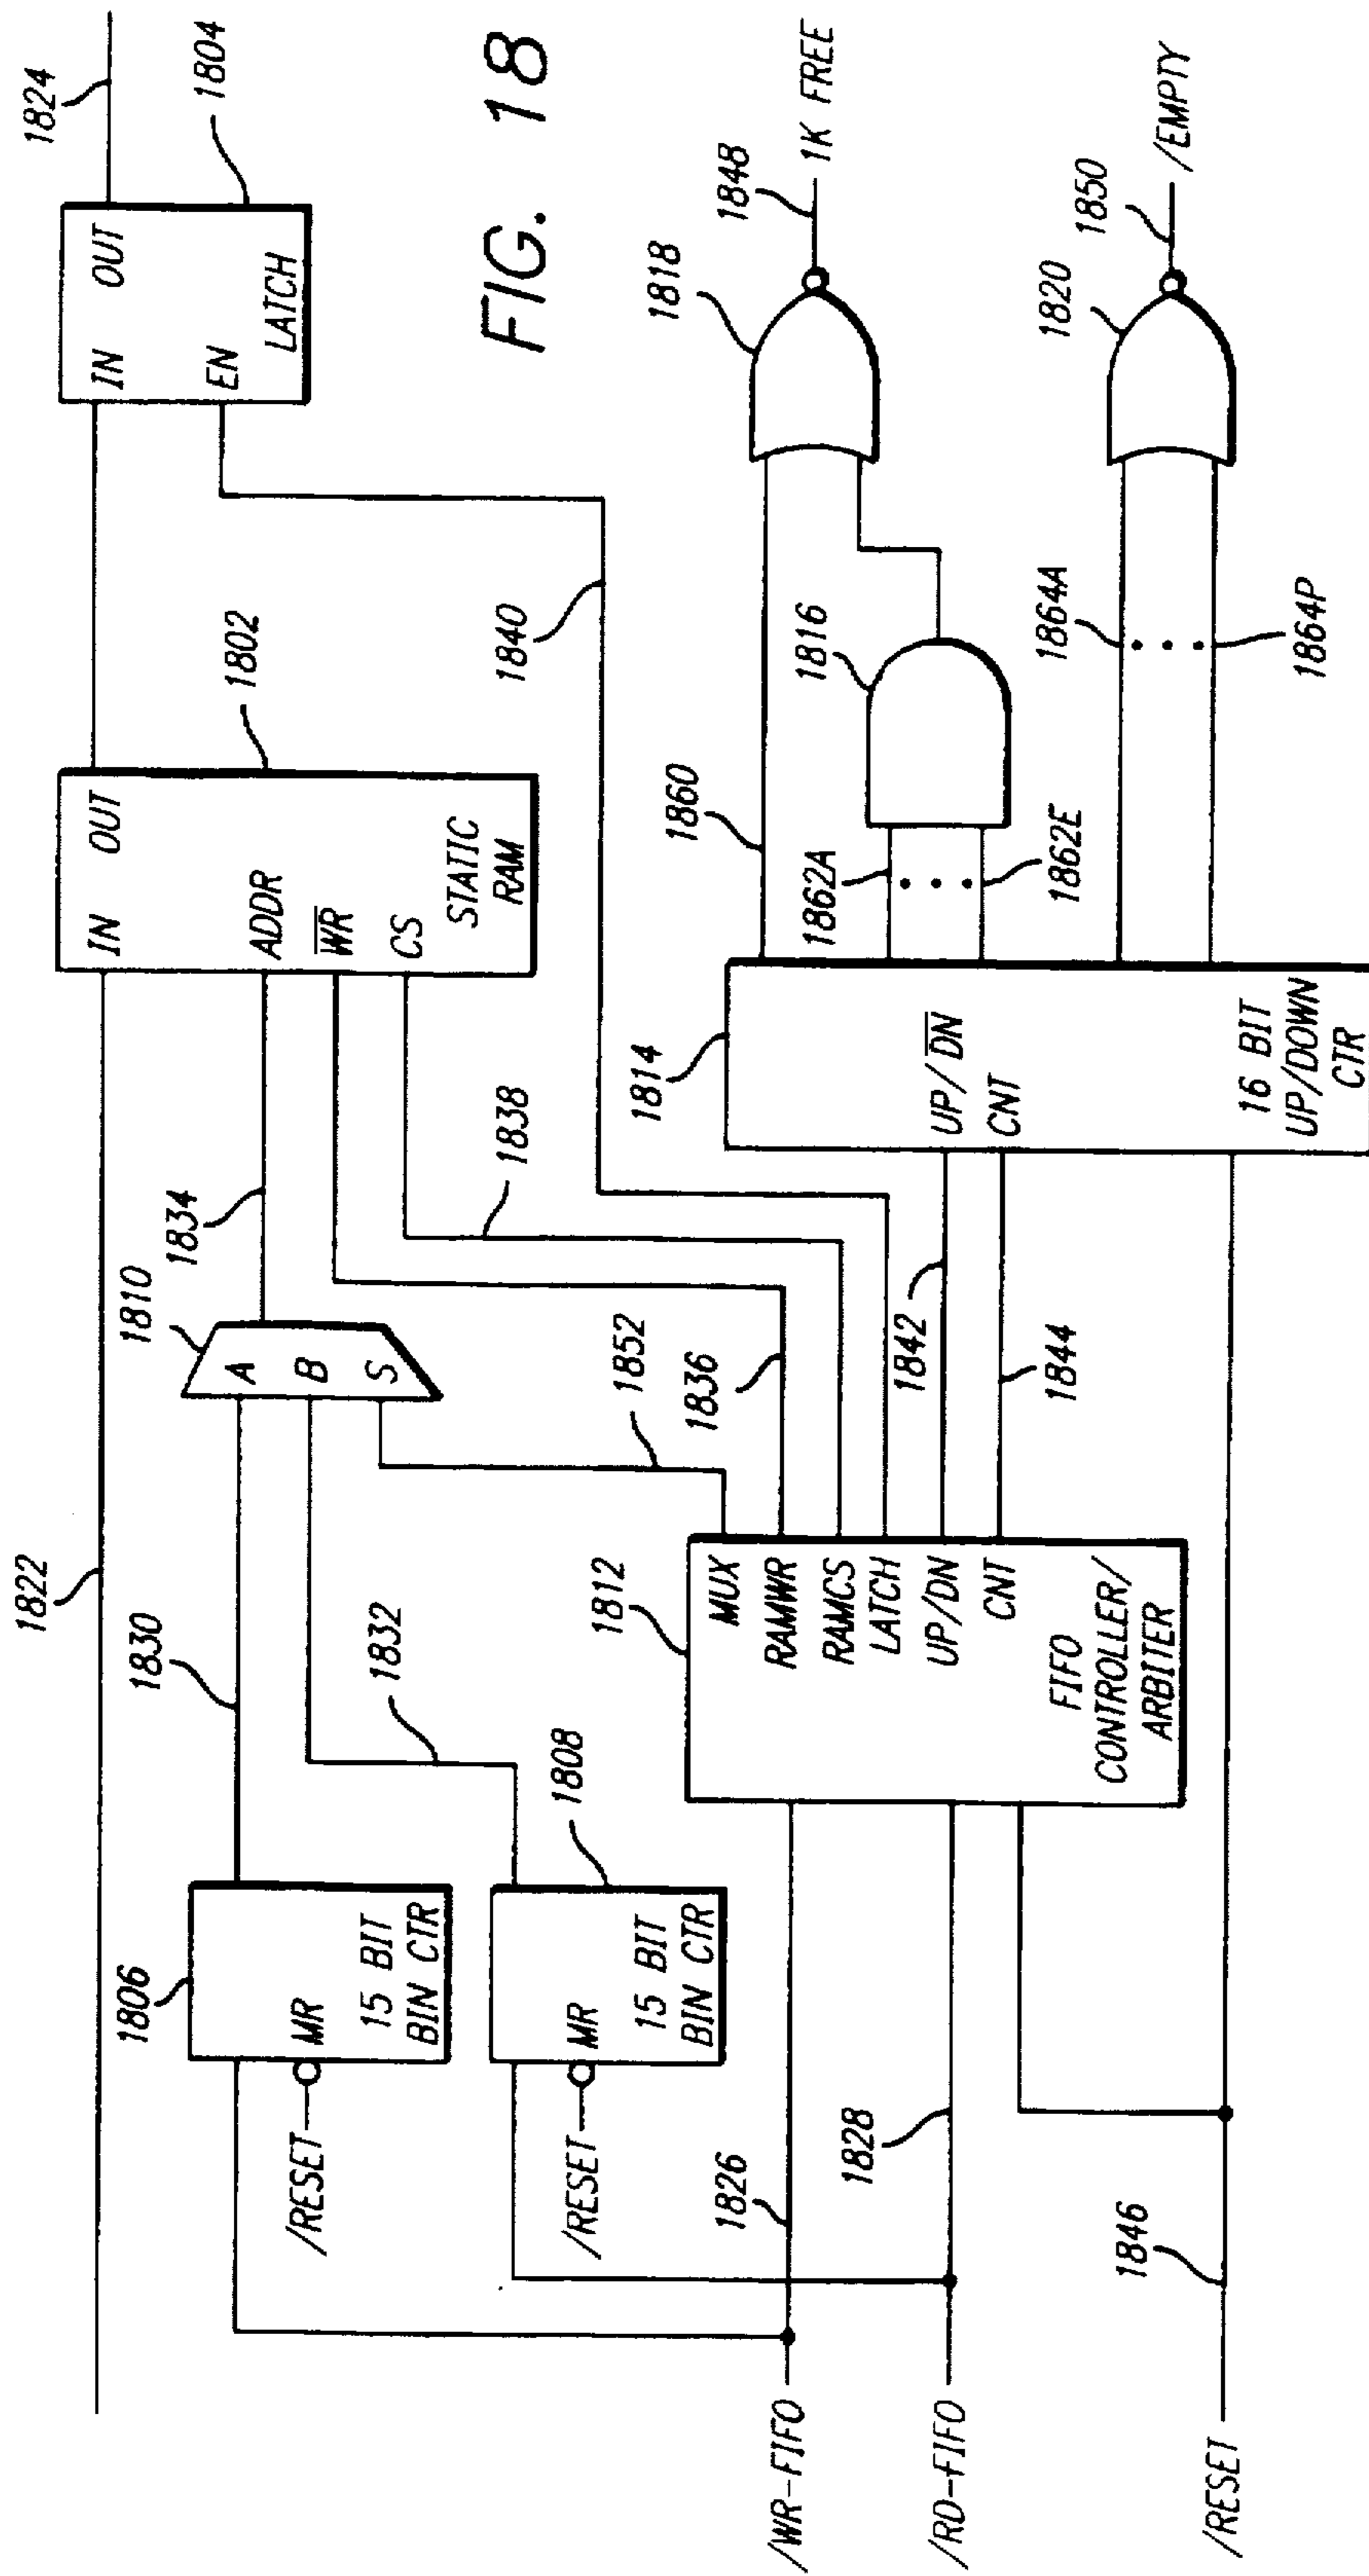 1824
1804
IN OUT
EN
LATCH
FIG. 18
1802
IN OUT
ADDR
WR
CS
STATIC
RAM
1840
1822
1834
1810
A
B
S
1838
1852
1836
1830
1832
1806
MR
15 BIT
BIN CTR
/RESET
1808
MR
15 BIT
BIN CTR
/RESET
1812
MUX
RAMWR
RAMCS
LATCH
UP/DN
CNT
FIFO
CONTROLLER/
ARBITER
1842
1844
1826
1828
1846
/WR-FIFO
/RD-FIFO
/RESET
1814
UP/DN
CNT
16 BIT
UP/DOWN
CTR
1860
1862A
1862E
1816
1864A
1864P
1818
1848
1K FREE
1820
1850
/EMPTY